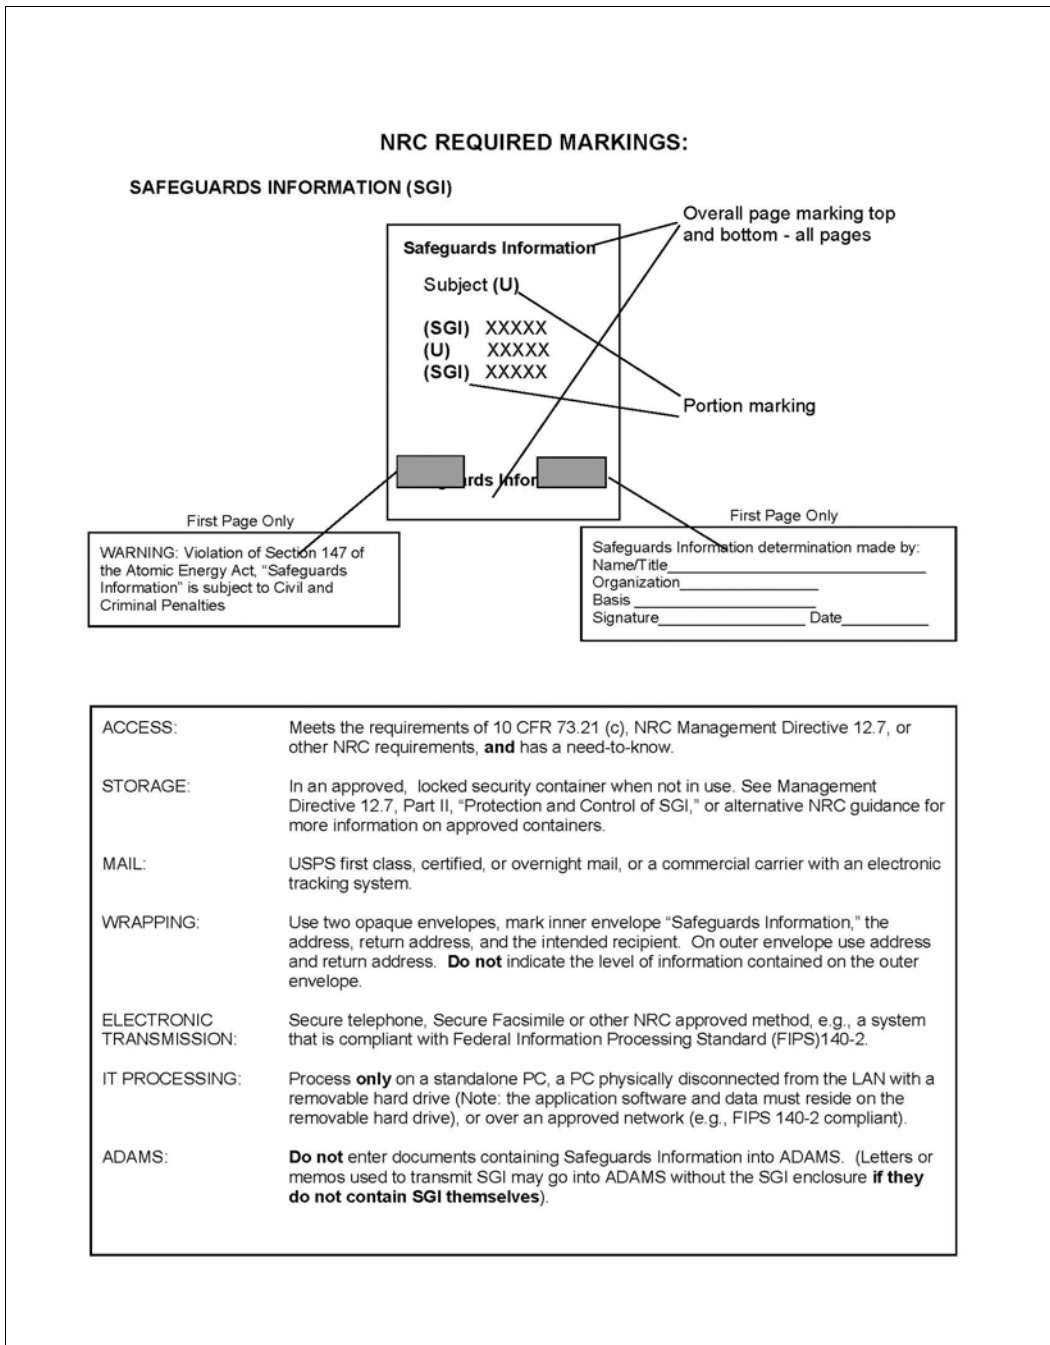 NRC REQUIRED MARKINGS:
SAFEGUARDS INFORMATION (SGI)
Overall page marking top
and bottom - all pages
Safeguards Information
Subject (U)
(SGI) XXXXX
(U) XXXXX
(SGI) XXXXX
Portion marking
rds Infor
First Page Only
WARNING: Violation of Section 147 of
the Atomic Energy Act, “Safeguards
Information” is subject to Civil and
Criminal Penalties
First Page Only
Safeguards Information determination made by:
Name/Title_______________________________
Organization_________________
Basis ______________________
Signature__________________ Date___________
ACCESS: Meets the requirements of 10 CFR 73.21 (c), NRC Management Directive 12.7, or
other NRC requirements, and has a need-to-know.
STORAGE: In an approved, locked security container when not in use. See Management
Directive 12.7, Part II, “Protection and Control of SGI,” or alternative NRC guidance for
more information on approved containers.
MAIL: USPS first class, certified, or overnight mail, or a commercial carrier with an electronic
tracking system.
WRAPPING: Use two opaque envelopes, mark inner envelope “Safeguards Information,” the
address, return address, and the intended recipient. On outer envelope use address
and return address. Do not indicate the level of information contained on the outer
envelope.
ELECTRONIC Secure telephone, Secure Facsimile or other NRC approved method, e.g., a system
TRANSMISSION: that is compliant with Federal Information Processing Standard (FIPS)140-2.
IT PROCESSING: Process only on a standalone PC, a PC physically disconnected from the LAN with a
removable hard drive (Note: the application software and data must reside on the
removable hard drive), or over an approved network (e.g., FIPS 140-2 compliant).
ADAMS: Do not enter documents containing Safeguards Information into ADAMS. (Letters or
memos used to transmit SGI may go into ADAMS without the SGI enclosure if they
do not contain SGI themselves).